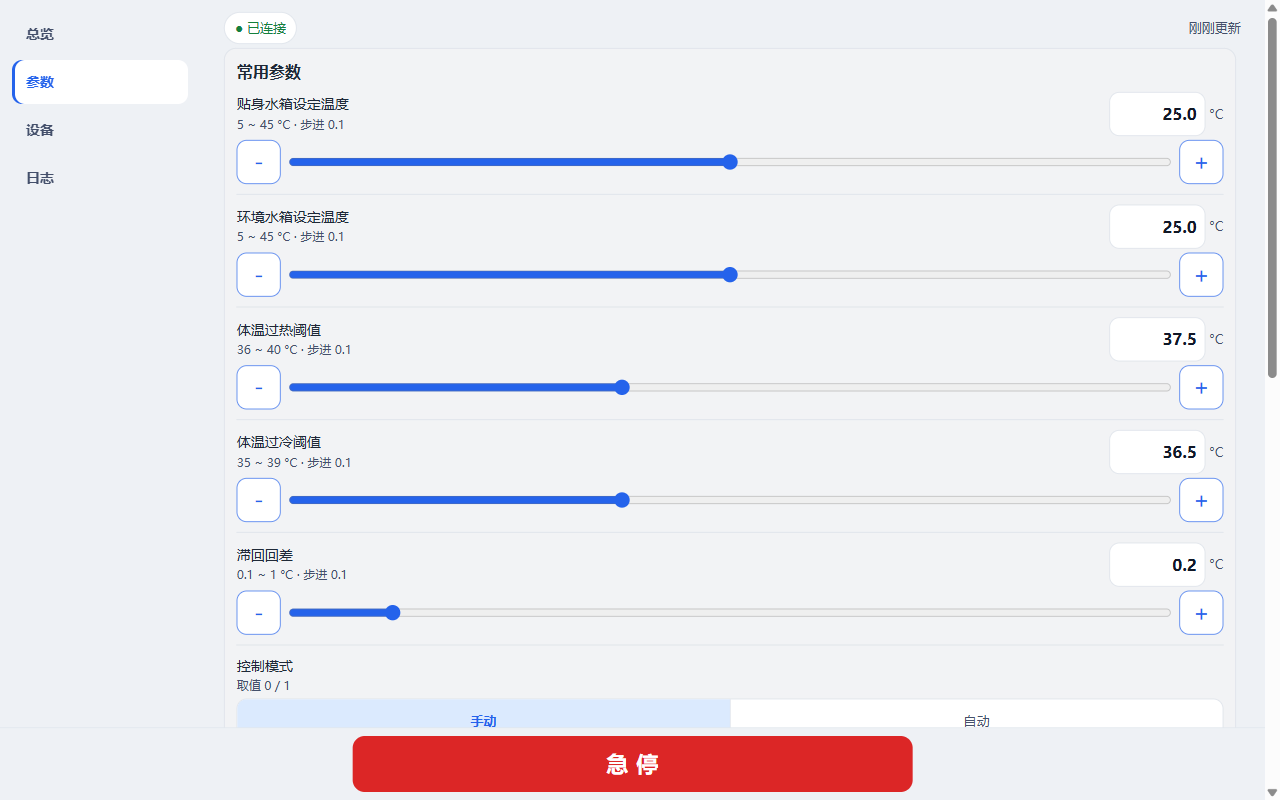 总览
参数
设备
日志
● 已连接
刚刚更新
常用参数
贴身水箱设定温度
5 ~ 45 °C · 步进 0.1
25.0 °C
- +
环境水箱设定温度
5 ~ 45 °C · 步进 0.1
25.0 °C
- +
体温过热阈值
36 ~ 40 °C · 步进 0.1
37.5 °C
- +
体温过冷阈值
35 ~ 39 °C · 步进 0.1
36.5 °C
- +
滞回回差
0.1 ~ 1 °C · 步进 0.1
0.2 °C
- +
控制模式
取值 0 / 1
手动 自动
急 停